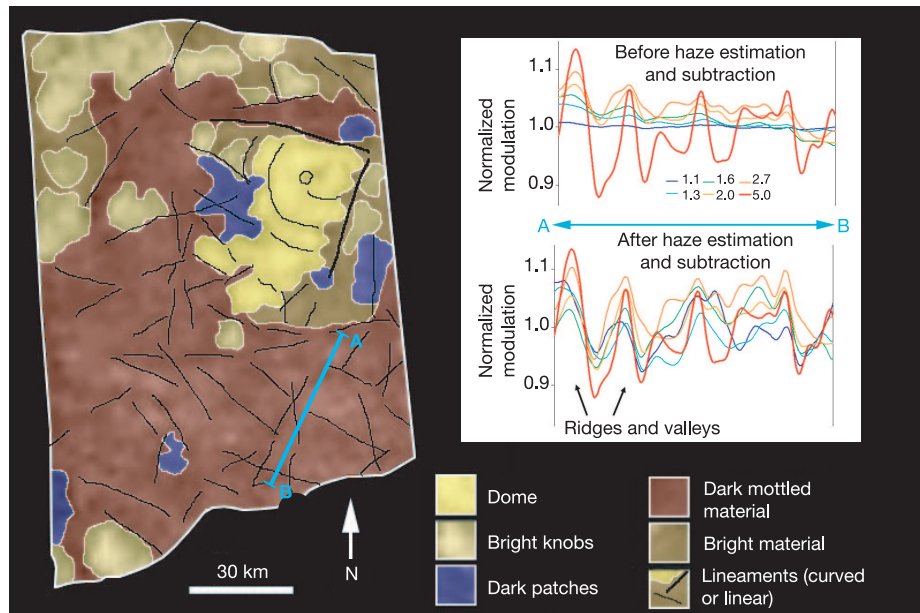 Before haze estimation
and subtraction
Normalized
modulation
1.1
1.0
0.9
1.1 1.6 2.7
1.3 2.0 5.0
A B
After haze estimation
and subtraction
Normalized
modulation
1.1
1.0
0.9
Ridges and valleys
A
B
30 km
N
Dome
Bright knobs
Dark patches
Dark mottled
material
Bright material
Lineaments (curved
or linear)